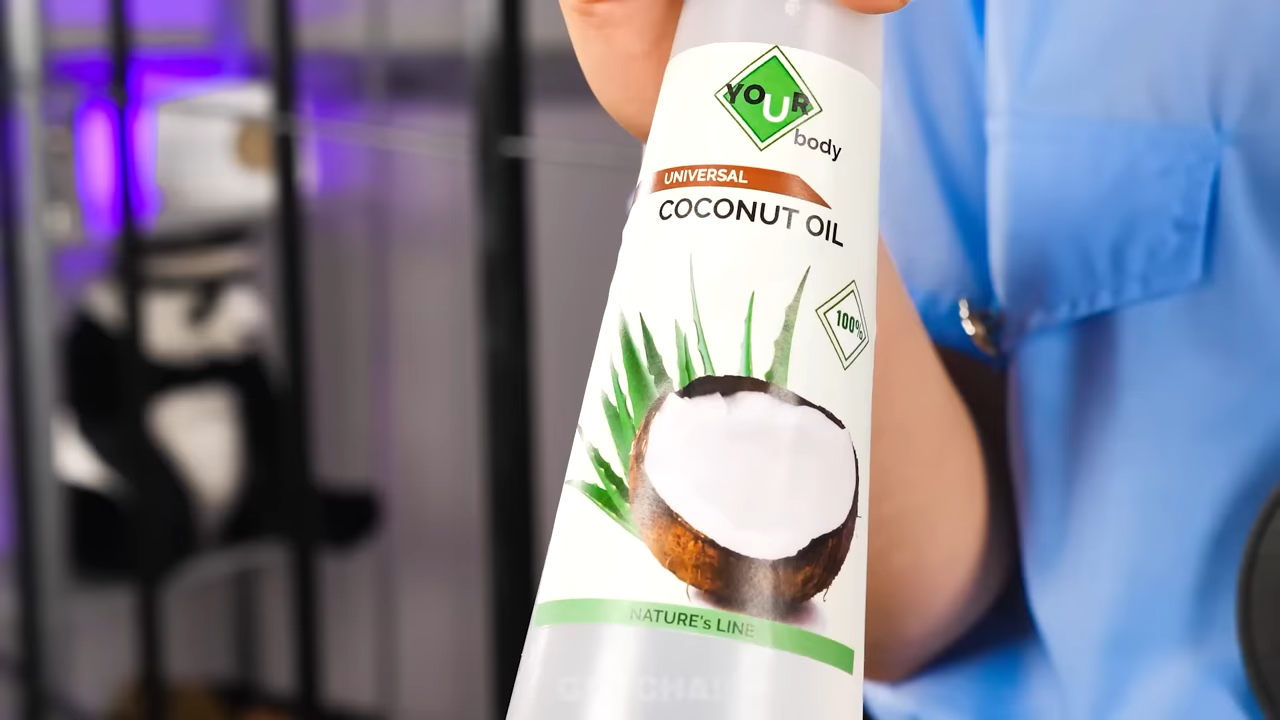 YOUR
body
UNIVERSAL
COCONUT OIL
100%
NATURE's LINE